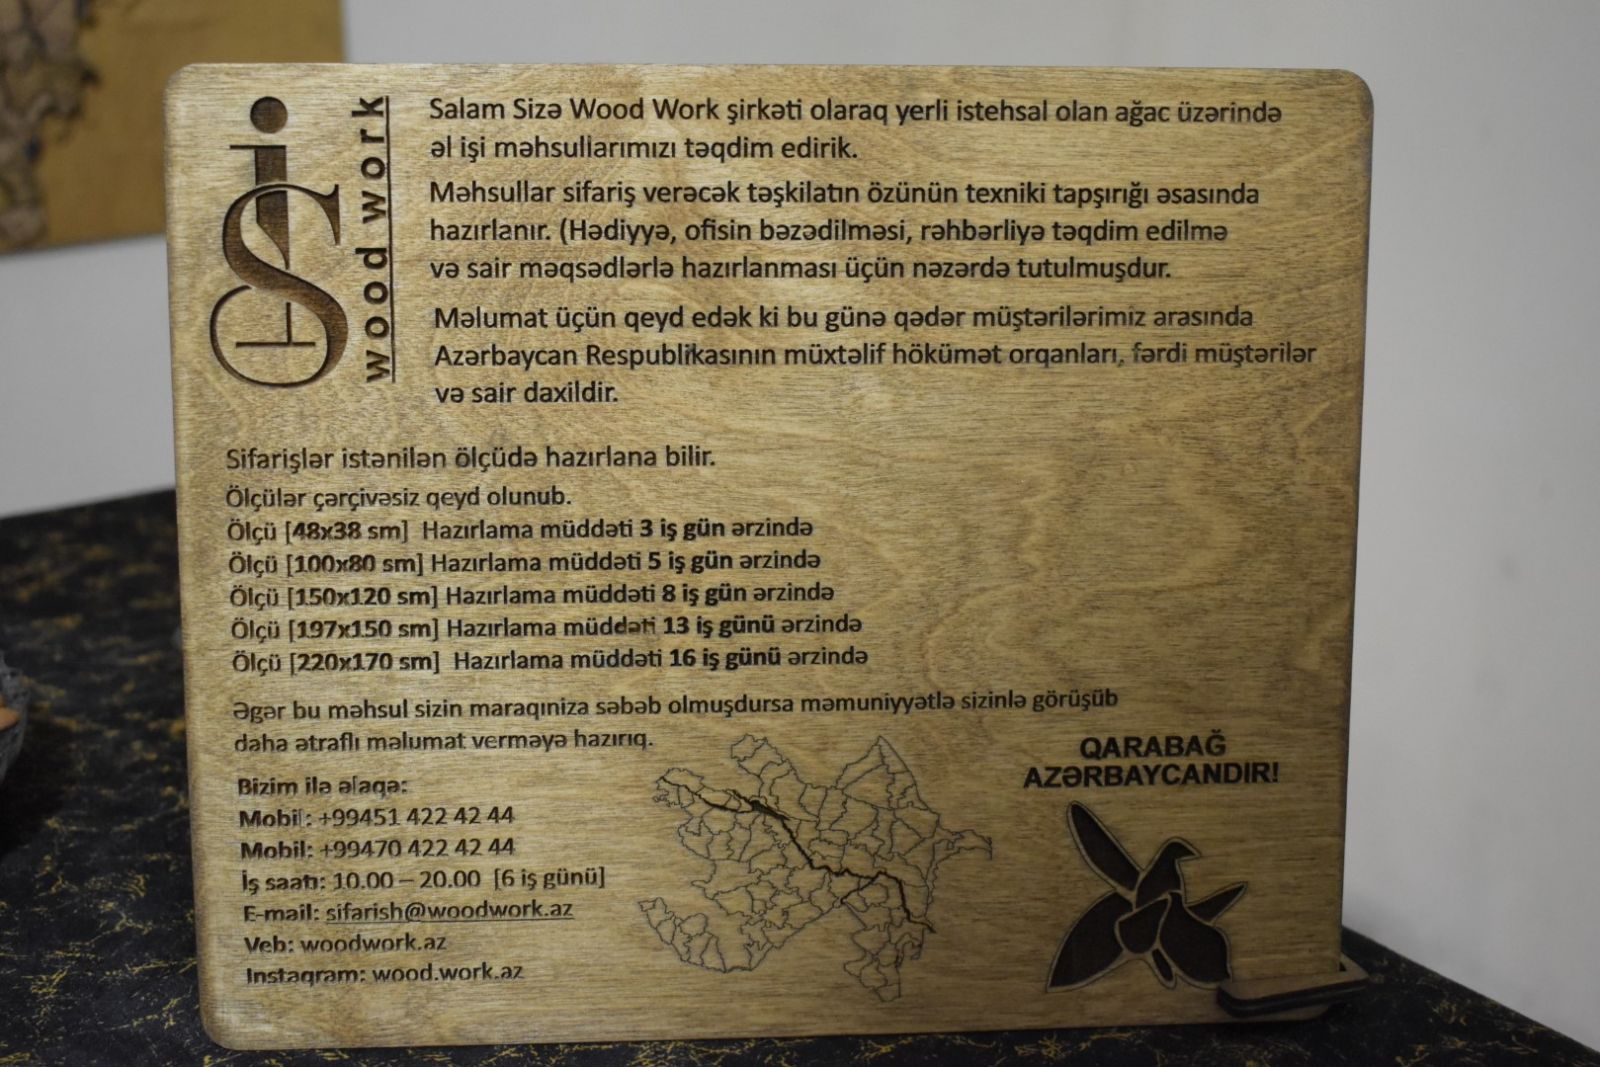 wood work
Salam Sizə Wood Work şirkəti olaraq yerli istehsal olan ağac üzərində
əl işi məhsullarımızı təqdim edirik.
Məhsullar sifariş verəcək təşkilatın özünün texniki tapşırığı əsasında
hazırlanır. (Hədiyyə, ofisin bəzədilməsi, rəhbərliyə təqdim edilmə
və sair məqsədlərlə hazırlanması üçün nəzərdə tutulmuşdur.
Məlumat üçün qeyd edək ki bu günə qədər müştərilərimiz arasında
Azərbaycan Respublikasının müxtəlif hökümət orqanları, fərdi müştərilər
və sair daxildir.
Sifarişlər istənilən ölçüdə hazırlana bilir.
Ölçülər çərçivəsiz qeyd olunub.
Ölçü [48x38 sm] Hazırlama müddəti 3 iş gün ərzində
Ölçü [100x80 sm] Hazırlama müddəti 5 iş gün ərzində
Ölçü [150x120 sm] Hazırlama müddəti 8 iş gün ərzində
Ölçü [197x150 sm] Hazırlama müddəti 13 iş günü ərzində
Ölçü [220x170 sm] Hazırlama müddəti 16 iş günü ərzində
Əgər bu məhsul sizin maraqıniza səbəb olmuşdursa məmuniyyətlə sizinlə görüşüb
daha ətraflı məlumat verməyə hazırıq.
Bizim ilə əlaqə:
Mobil: +99451 422 42 44
Mobil: +99470 422 42 44
İş saatı: 10.00 – 20.00 [6 iş günü]
E-mail: sifarish@woodwork.az
Veb: woodwork.az
Instagram: wood.work.az
QARABAĞ
AZƏRBAYCANDIR!